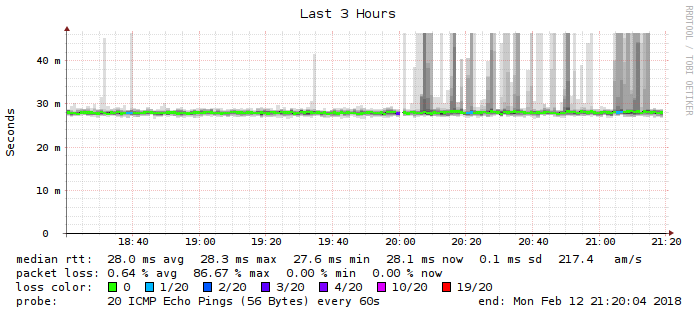 Last 3 Hours
RRDTOOL / TOBI OETIKER
Seconds
40 m
30 m
20 m
10 m
0
18:40 19:00 19:20 19:40 20:00 20:20 20:40 21:00 21:20
median rtt: 28.0 ms avg 28.3 ms max 27.6 ms min 28.1 ms now 0.1 ms sd 217.4 am/s
packet loss: 0.64 % avg 86.67 % max 0.00 % min 0.00 % now
loss color: 0 1/20 2/20 3/20 4/20 10/20 19/20
probe: 20 ICMP Echo Pings (56 Bytes) every 60s end: Mon Feb 12 21:20:04 2018